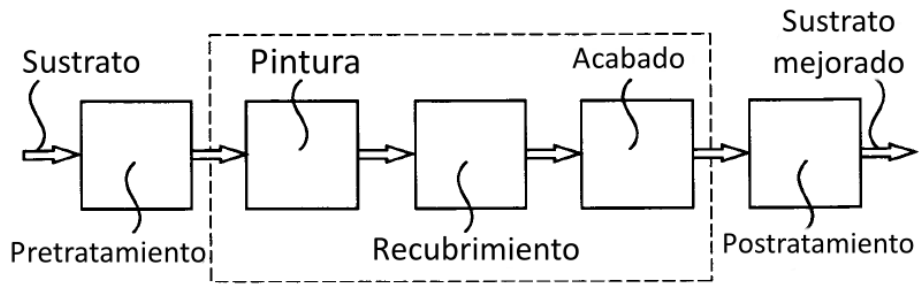 Sustrato
Pintura
Acabado
Sustrato
mejorado
Pretratamiento
Recubrimiento
Postratamiento